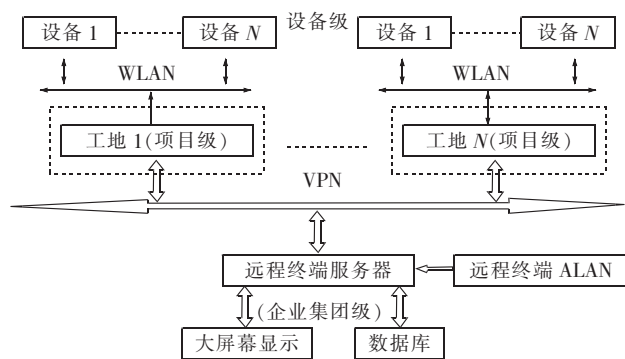 设备 1
设备 N
设备级
设备 1
设备 N
WLAN
WLAN
工地 1(项目级)
工地 N(项目级)
VPN
远程终端服务器
远程终端 ALAN
(企业集团级)
大屏幕显示
数据库